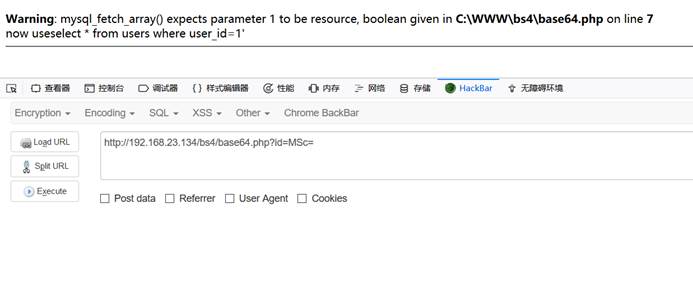 Warning: mysql_fetch_array() expects parameter 1 to be resource, boolean given in C:\WWW\bs4\base64.php on line 7
now useselect * from users where user_id=1'
查看器 控制台 调试器 样式编辑器 性能 内存 网络 存储 HackBar 无障碍环境
Encryption Encoding SQL XSS Other Chrome BackBar
Load URL
http://192.168.23.134/bs4/base64.php?id=MSc=
Split URL
Execute
Post data Referrer User Agent Cookies